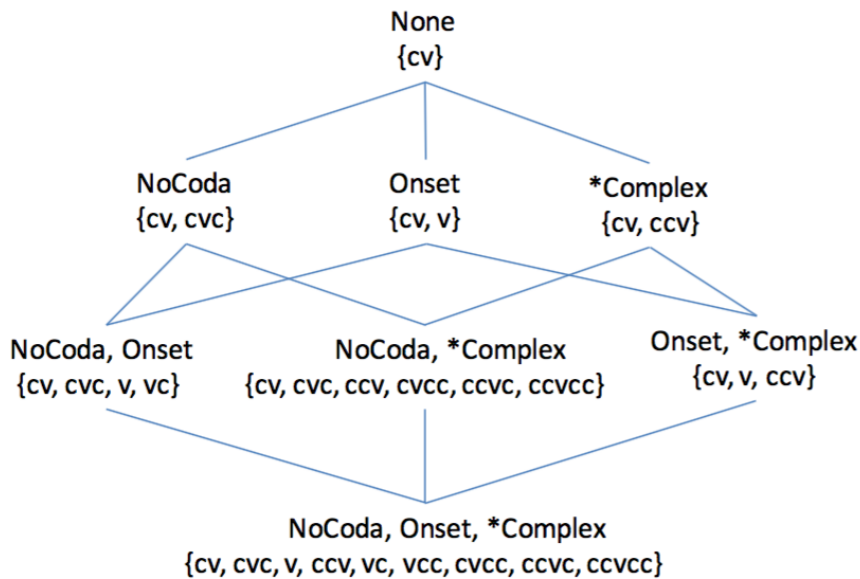 None
{cv}
NoCoda
{cv, cvc}
Onset
{cv, v}
*Complex
{cv, ccv}
NoCoda, Onset
{cv, cvc, v, vc}
NoCoda, *Complex
{cv, cvc, ccv, cvcc, ccvc, ccvcc}
Onset, *Complex
{cv, v, ccv}
NoCoda, Onset, *Complex
{cv, cvc, v, ccv, vc, vcc, cvcc, ccvc, ccvcc}